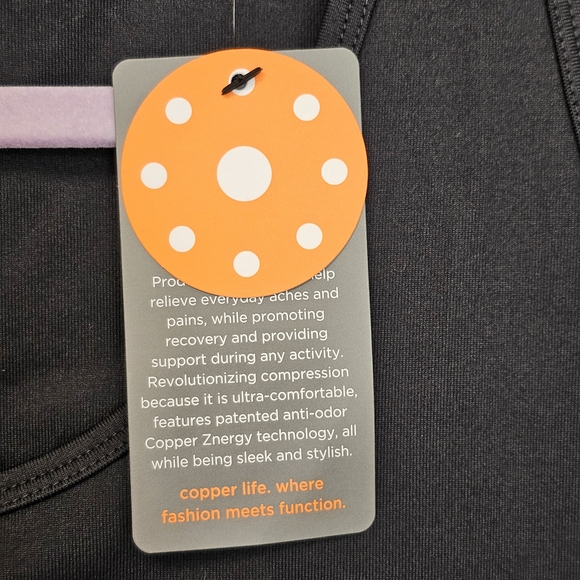 Prod
help
relieve everyday aches and
pains, while promoting
recovery and providing
support during any activity.
Revolutionizing compression
because it is ultra-comfortable,
features patented anti-odor
Copper Znergy technology, all
while being sleek and stylish.
copper life. where
fashion meets function.